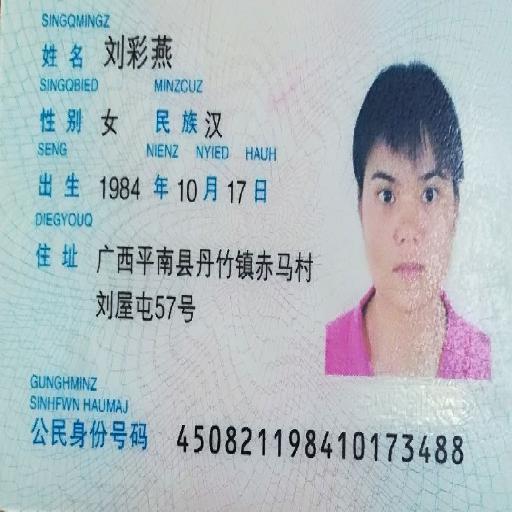 SINGQMINGZ
姓名 刘彩燕
SINGQBIED MINZCUZ
性别 女 民族 汉
SENG NIENZ NYIED HAUH
出生 1984 年 10 月 17 日
DIEGYOUQ
住址 广西平南县丹竹镇赤马村
刘屋屯57号
GUNGHMINZ
SINHFWN HAUMAJ
公民身份号码 450821198410173488